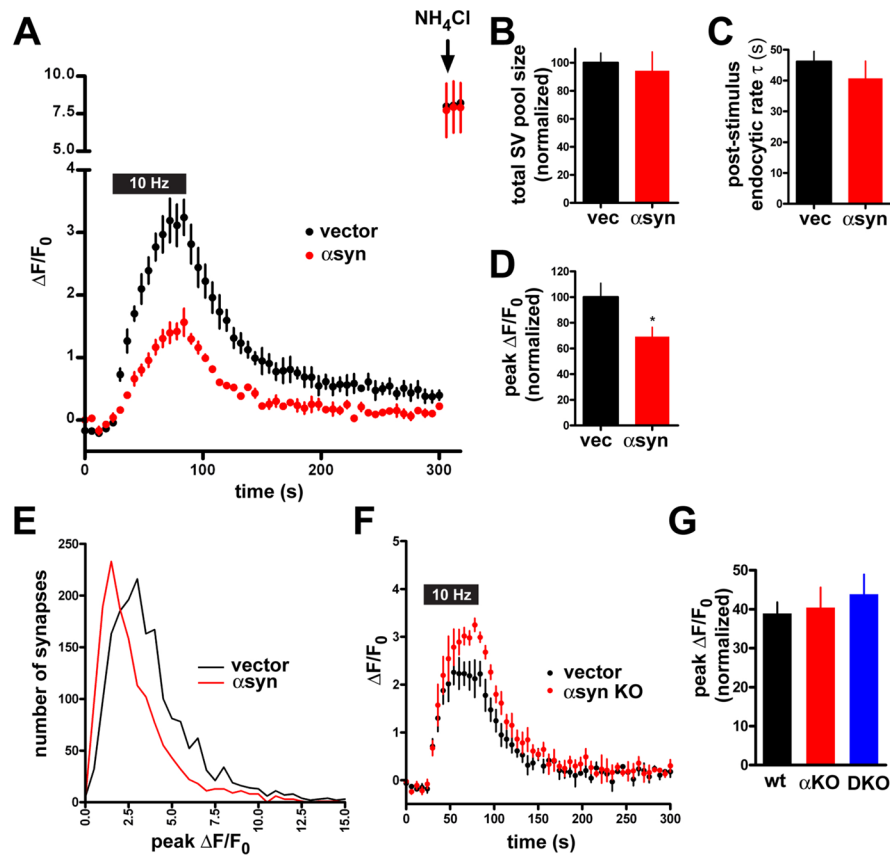 A
NH4Cl
10.0
7.5
5.0
4
3
2
1
0
ΔF/F0
10 Hz
vector
αsyn
0
100
200
300
time (s)
B
total SV pool size
(normalized)
120
100
80
60
40
20
0
vec
αsyn
C
post-stimulus
endocytic rate τ (s)
50
40
30
20
10
0
vec
αsyn
D
peak ΔF/F0
(normalized)
120
100
80
60
40
20
0
*
vec
αsyn
E
number of synapses
250
200
150
100
50
0
vector
αsyn
0.0
2.5
5.0
7.5
10.0
12.5
15.0
peak ΔF/F0
F
ΔF/F0
5
4
3
2
1
0
10 Hz
vector
αsyn KO
0
50
100
150
200
250
300
time (s)
G
peak ΔF/F0
(normalized)
50
40
30
20
10
0
wt
αKO
DKO